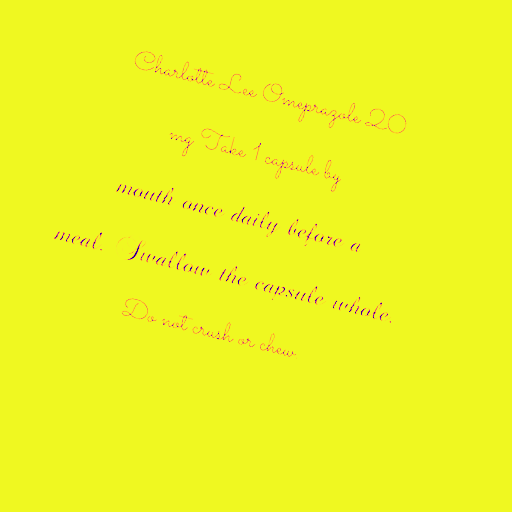 Charlotte Lee Omeprazole 20
mg Take 1 capsule by
mouth once daily before a
meal. Swallow the capsule whole.
Do not crush or chew